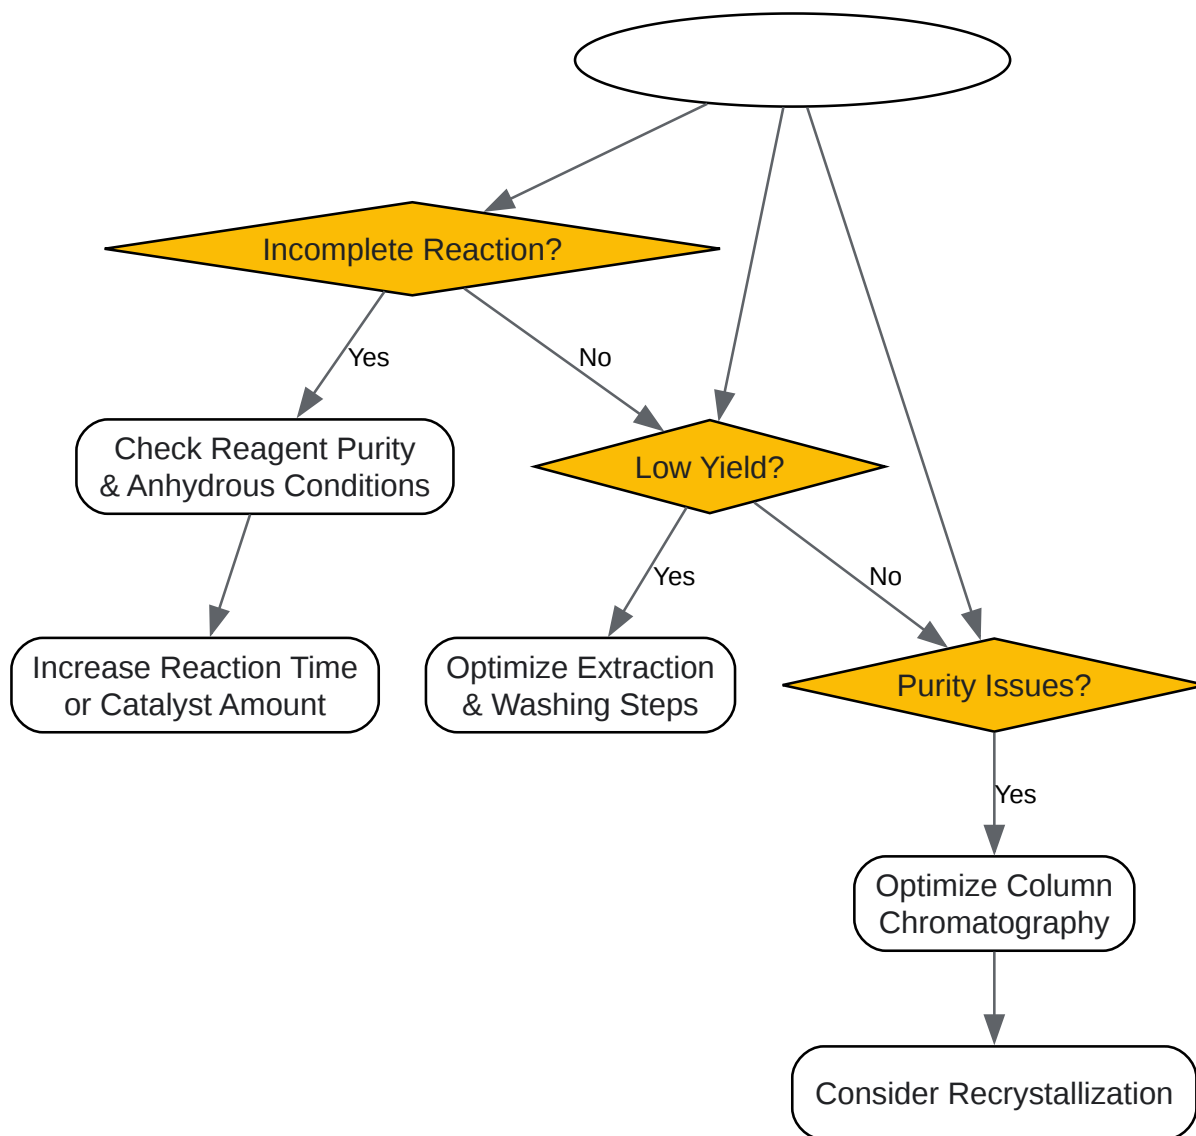 Incomplete Reaction?
Yes
No
Check Reagent Purity
& Anhydrous Conditions
Low Yield?
Yes
No
Increase Reaction Time
or Catalyst Amount
Optimize Extraction
& Washing Steps
Purity Issues?
Yes
Optimize Column
Chromatography
Consider Recrystallization